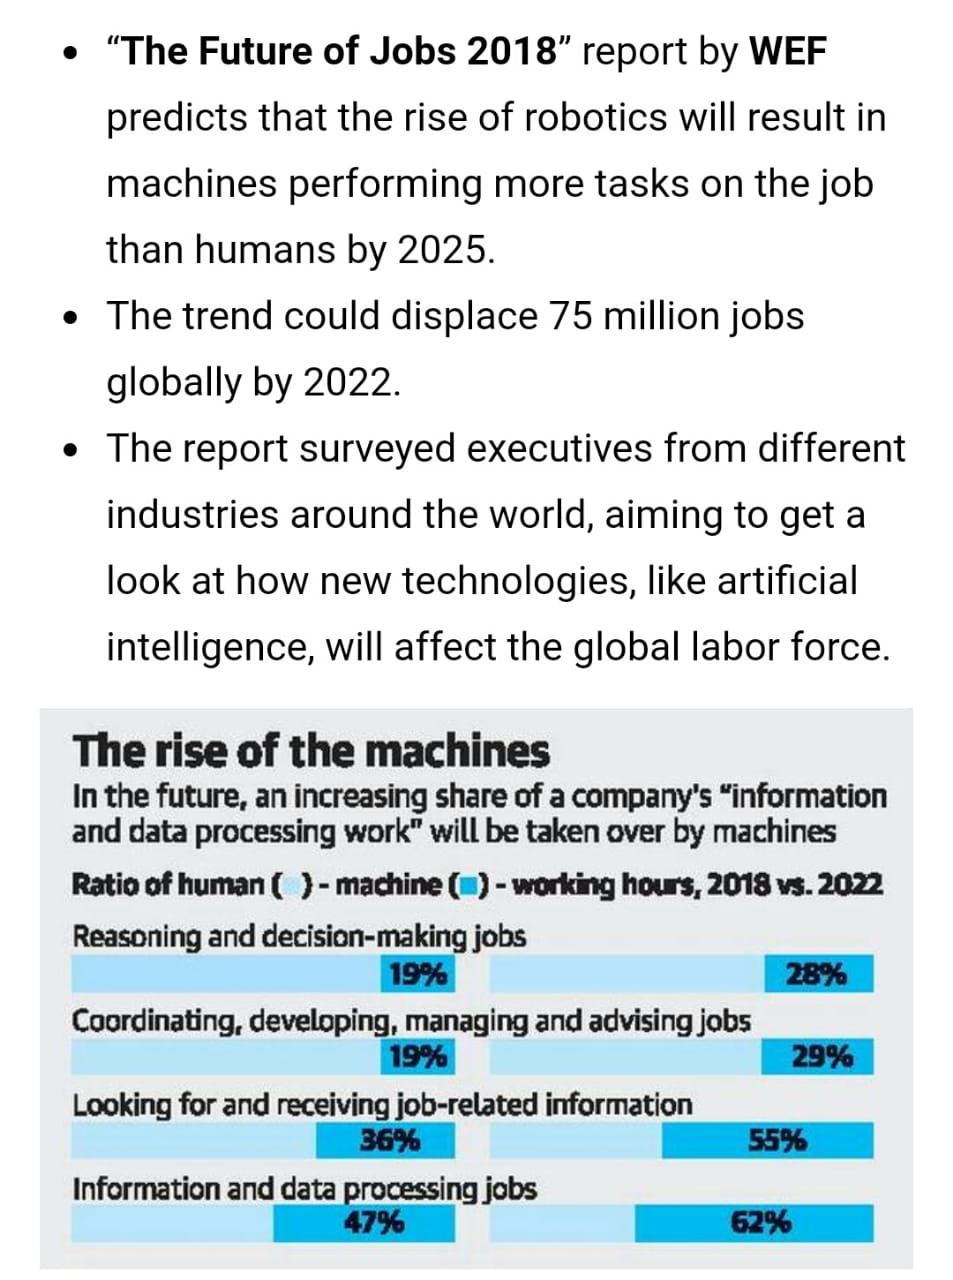 • “The Future of Jobs 2018” report by WEF
predicts that the rise of robotics will result in
machines performing more tasks on the job
than humans by 2025.
• The trend could displace 75 million jobs
globally by 2022.
• The report surveyed executives from different
industries around the world, aiming to get a
look at how new technologies, like artificial
intelligence, will affect the global labor force.
The rise of the machines
In the future, an increasing share of a company's "information
and data processing work" will be taken over by machines
Ratio of human ( ) - machine ( ) - working hours, 2018 vs. 2022
Reasoning and decision-making jobs
19% 28%
Coordinating, developing, managing and advising jobs
19% 29%
Looking for and receiving job-related information
36% 55%
Information and data processing jobs
47% 62%